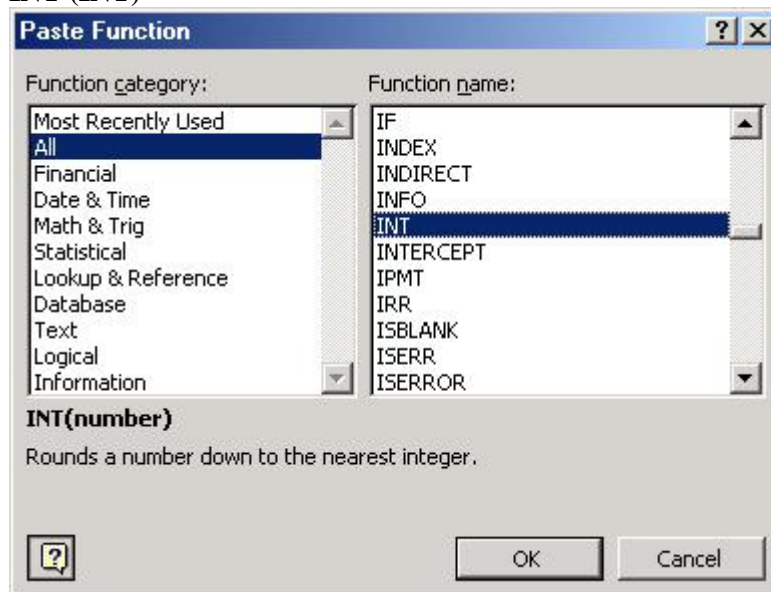 Paste Function
Function category:
Most Recently Used
All
Financial
Date & Time
Math & Trig
Statistical
Lookup & Reference
Database
Text
Logical
Information
Function name:
IF
INDEX
INDIRECT
INFO
INT
INTERCEPT
IPMT
IRR
ISBLANK
ISERR
ISERROR
INT(number)
Rounds a number down to the nearest integer.
OK
Cancel